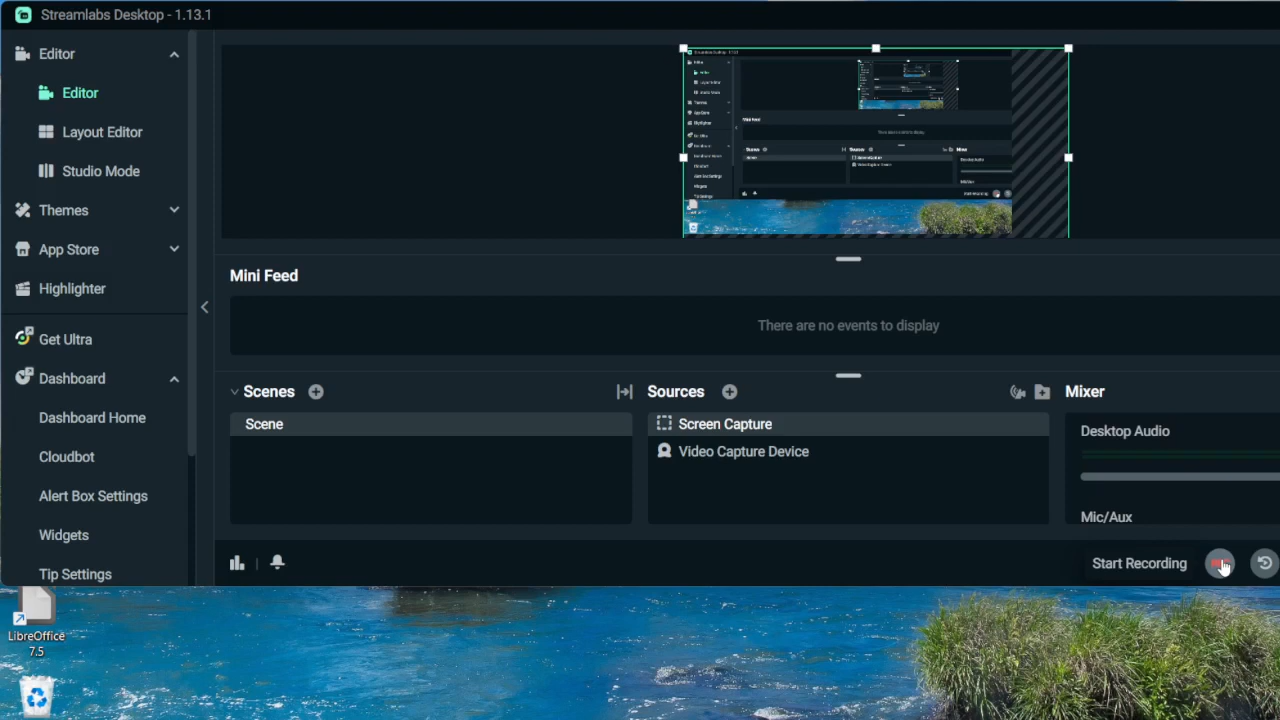 Streamlabs Desktop - 1.13.1
Editor
Editor
Layout Editor
Studio Mode
Themes
App Store
Highlighter
Get Ultra
Dashboard
Dashboard Home
Cloudbot
Alert Box Settings
Widgets
Tip Settings
Mini Feed
There are no events to display
Scenes
Scene
Sources
Screen Capture
Video Capture Device
Mixer
Desktop Audio
Mic/Aux
Start Recording
LibreOffice
7.5